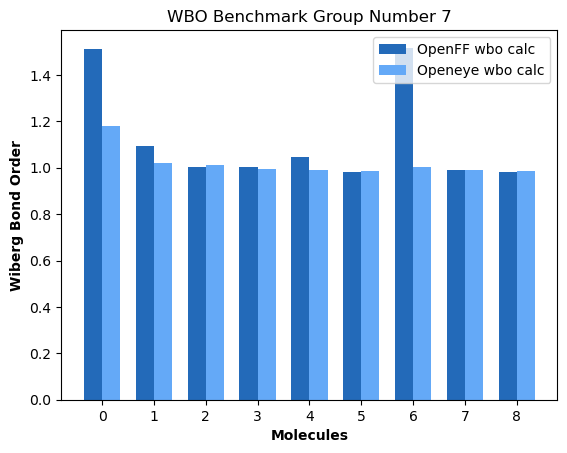 WBO Benchmark Group Number 7
OpenFF wbo calc
Openeye wbo calc
Wiberg Bond Order
1.4
1.2
1.0
0.8
0.6
0.4
0.2
0.0
0 1 2 3 4 5 6 7 8
Molecules